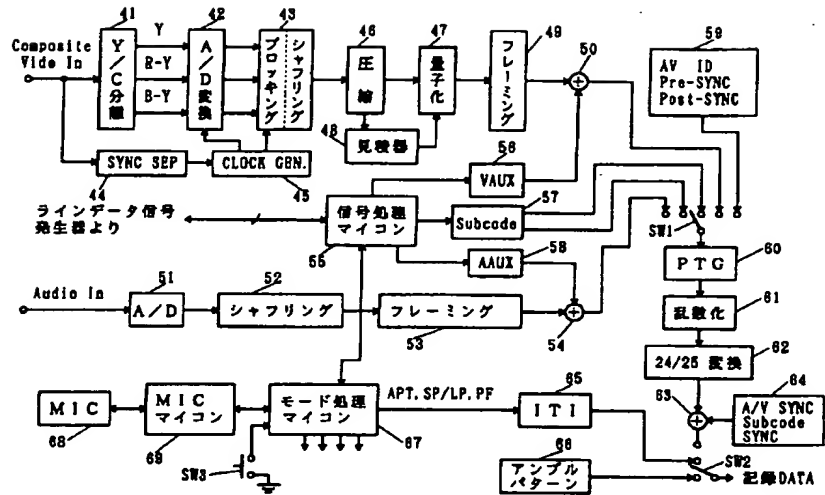 41
42
43
46
47
49
50
59
Y
R-Y
B-Y
Composite
Vide In
Y/C分離
A/D変換
ブロッキング
シャフリング
圧縮
量子化
フレーミング
AV ID
Pre-SYNC
Post-SYNC
48
見積器
56
VAUX
SYNC SEP
CLOCK GEN.
44
45
57
ラインデータ信号
発生器より
信号処理
マイコン
55
Subcode
SW1
58
AAUX
PTG
60
51
52
Audio In
A/D
シャフリング
フレーミング
53
54
乱数化
61
24/25 変換
62
64
63
A/V SYNC
Subcode
SYNC
MIC
68
MIC
マイコン
69
モード処理
マイコン
67
APT, SP/LP, PF
65
ITI
66
アンブル
パターン
SW2
記録DATA
SW3